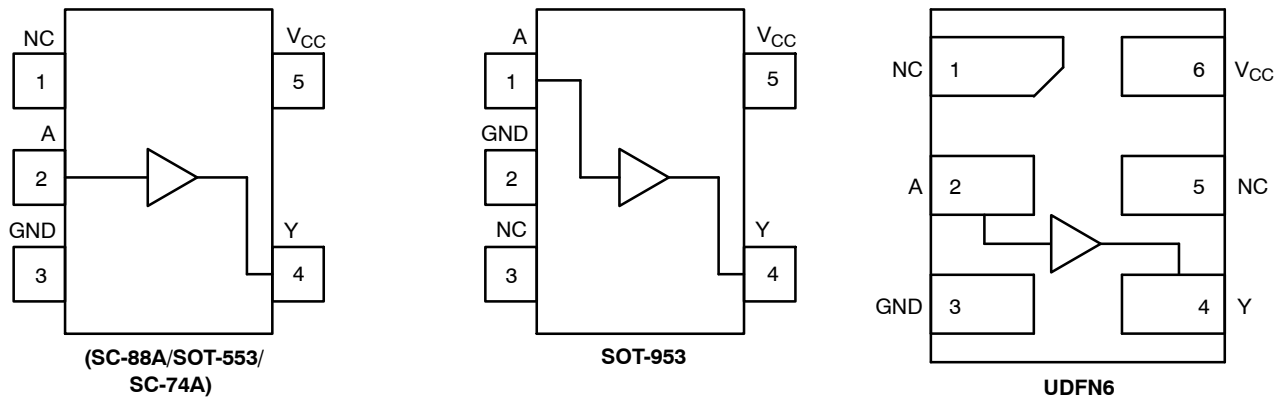 NC
1
A
2
GND
3
V_CC
5
Y
4
(SC-88A/SOT-553/
SC-74A)
A
1
GND
2
NC
3
V_CC
5
Y
4
SOT-953
NC 1
6 V_CC
A 2
5 NC
GND 3
4 Y
UDFN6